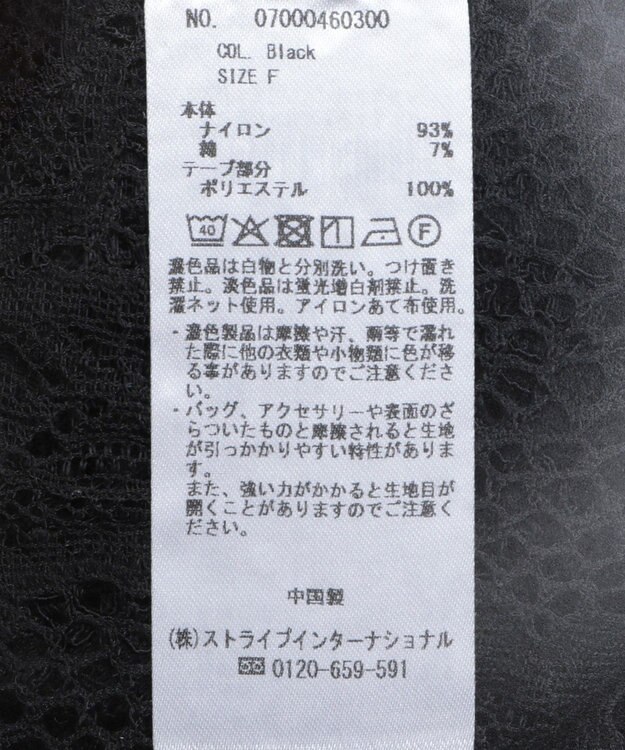 NO. 07000460300
COL. Black
SIZE F
本体
ナイロン 93%
綿 7%
テープ部分
ポリエステル 100%
40 F
濃色品は白物と分別洗い。つけ置き
禁止。淡色品は蛍光増白剤禁止。洗
濯ネット使用。アイロンあて布使用。
・濃色製品は摩擦や汗、雨等で濡れ
た際に他の衣類や小物類に色が移
る事がありますのでご注意くださ
い。
・バッグ、アクセサリーや表面のざ
らついたものと摩擦されると生地
が引っかかりやすい特性がありま
す。
また、強い力がかかると生地目が
開くことがありますのでご注意く
ださい。
中国製
(株)ストライプインターナショナル
0120-659-591